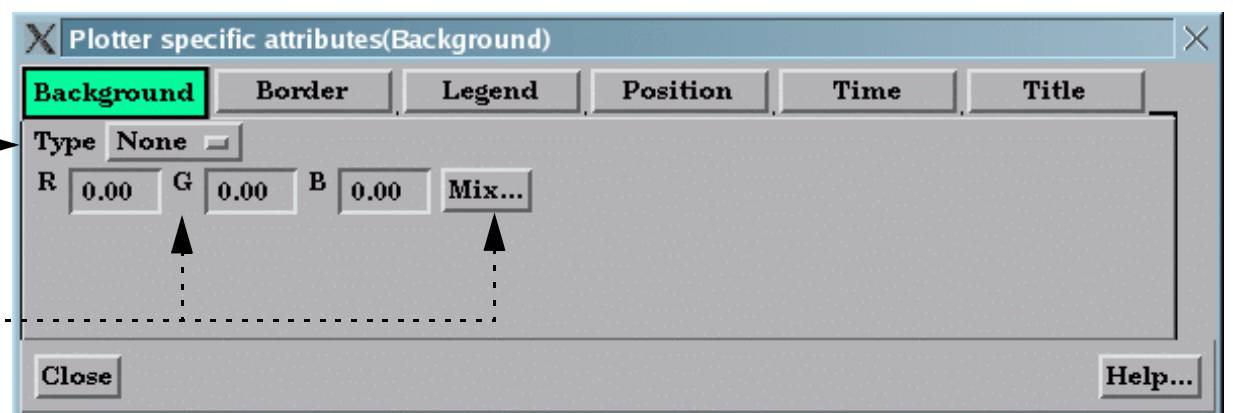 Plotter specific attributes(Background)
Background Border Legend Position Time Title
Type None
R 0.00 G 0.00 B 0.00 Mix...
Close Help...